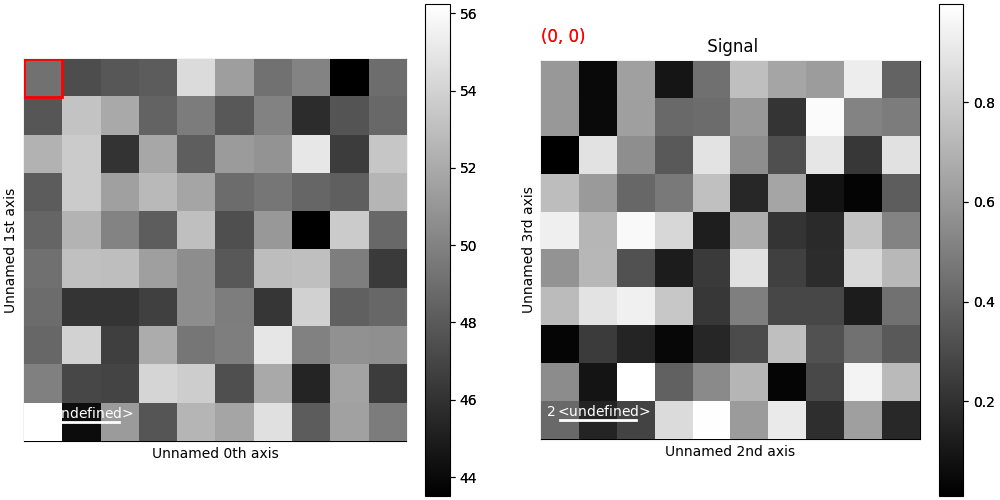 (0, 0)
Signal
Unnamed 1st axis
Unnamed 0th axis
undefined>
56
54
52
50
48
46
44
Unnamed 3rd axis
Unnamed 2nd axis
2 <undefined>
0.8
0.6
0.4
0.2